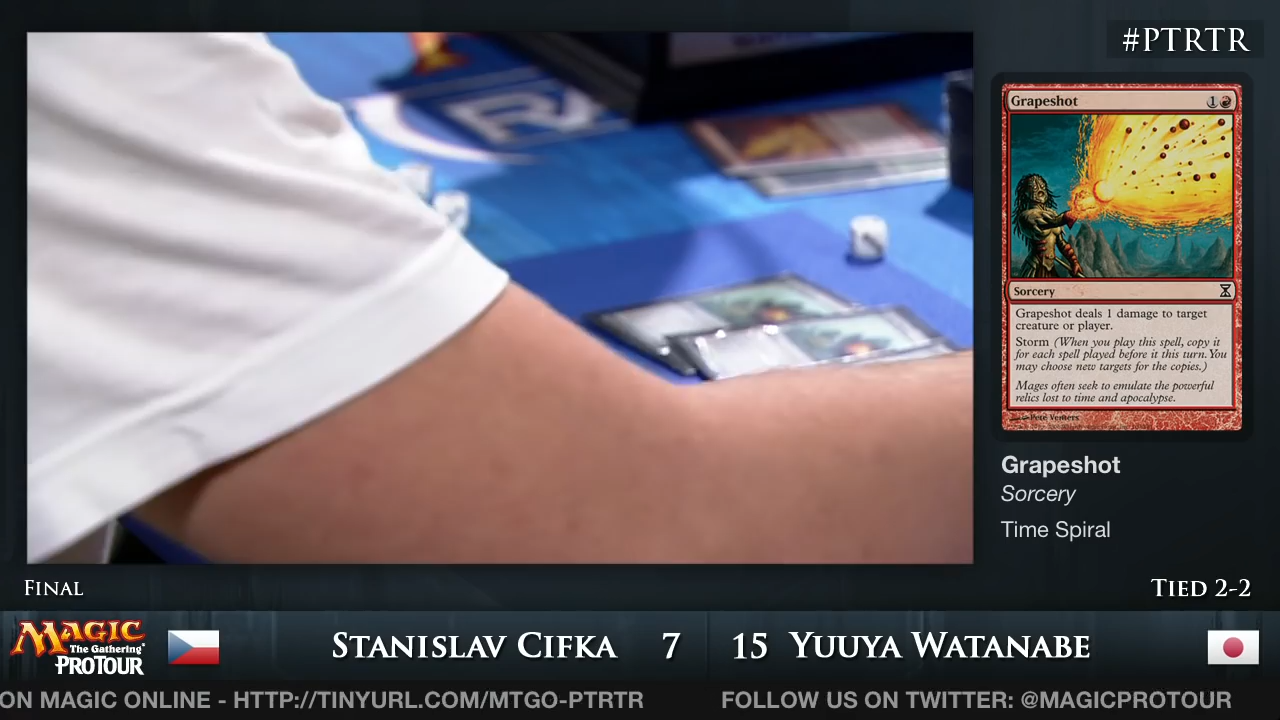 #PTRTR
Grapeshot 1
Sorcery
Grapeshot deals 1 damage to target
creature or player.
Storm (When you play this spell, copy it
for each spell played before it this turn. You
may choose new targets for the copies.)
Mages often seek to emulate the powerful
relics lost to time and apocalypse.
Pete Venters
Grapeshot
Sorcery
Time Spiral
FINAL
TIED 2-2
MAGIC
The Gathering
PROTOUR
STANISLAV CIFKA 7
15 YUUYA WATANABE
ON MAGIC ONLINE - HTTP://TINYURL.COM/MTGO-PTRTR
FOLLOW US ON TWITTER: @MAGICPROTOUR